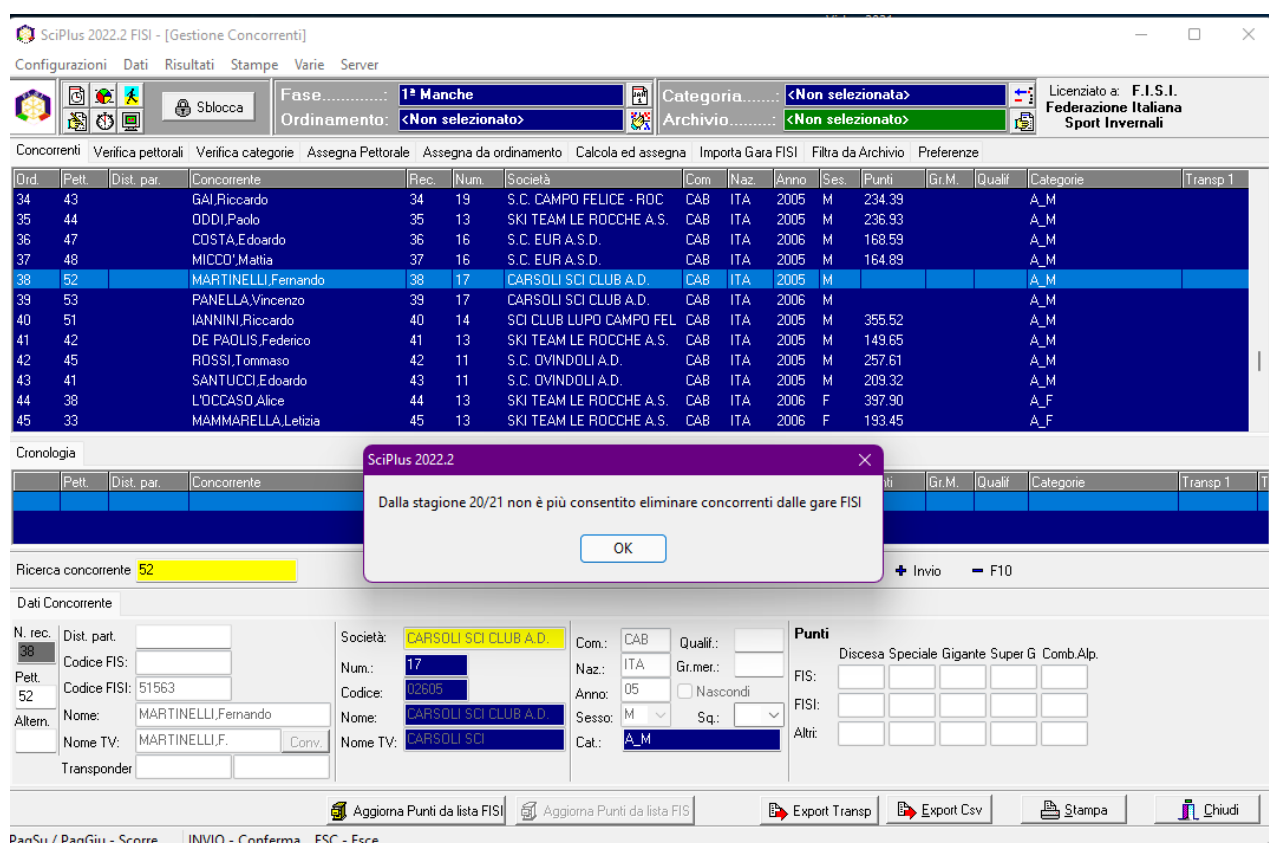 SciPlus 2022.2 FISI - [Gestione Concorrenti]
Configurazioni Dati Risultati Stampe Varie Server
Sblocca
Fase............: 1ª Manche
Categoria.......: <Non selezionata>
Ordinamento: <Non selezionato>
Archivio.........: <Non selezionato>
Licenziato a: F.I.S.I.
Federazione Italiana
Sport Invernali
Concorrenti Verifica pettorali Verifica categorie Assegna Pettorale Assegna da ordinamento Calcola ed assegna Importa Gara FISI Filtra da Archivio Preferenze
Ord. Pett. Dist. par. Concorrente Rec. Num. Società Com Naz. Anno Ses. Punti Gr.M. Qualif Categorie Transp 1
34 43 GAI,Riccardo 34 19 S.C. CAMPO FELICE - ROC CAB ITA 2005 M 234.39 A_M
35 44 ODDI,Paolo 35 13 SKI TEAM LE ROCCHE A.S. CAB ITA 2005 M 236.93 A_M
36 47 COSTA,Edoardo 36 16 S.C. EUR A.S.D. CAB ITA 2006 M 168.59 A_M
37 48 MICCO',Mattia 37 16 S.C. EUR A.S.D. CAB ITA 2005 M 164.89 A_M
38 52 MARTINELLI,Fernando 38 17 CARSOLI SCI CLUB A.D. CAB ITA 2005 M A_M
39 53 PANELLA,Vincenzo 39 17 CARSOLI SCI CLUB A.D. CAB ITA 2006 M A_M
40 51 IANNINI,Riccardo 40 14 SCI CLUB LUPO CAMPO FEL CAB ITA 2005 M 355.52 A_M
41 42 DE PAOLIS,Federico 41 13 SKI TEAM LE ROCCHE A.S. CAB ITA 2005 M 149.65 A_M
42 45 ROSSI,Tommaso 42 11 S.C. OVINDOLI A.D. CAB ITA 2005 M 257.61 A_M
43 41 SANTUCCI,Edoardo 43 11 S.C. OVINDOLI A.D. CAB ITA 2005 M 209.32 A_M
44 38 L'OCCASO,Alice 44 13 SKI TEAM LE ROCCHE A.S. CAB ITA 2006 F 397.90 A_F
45 33 MAMMARELLA,Letizia 45 13 SKI TEAM LE ROCCHE A.S. CAB ITA 2006 F 193.45 A_F
Cronologia
SciPlus 2022.2
Pett. Dist. par. Concorrente Gr.M. Qualif Categorie Transp 1 T
Dalla stagione 20/21 non è più consentito eliminare concorrenti dalle gare FISI
OK
Ricerca concorrente 52
+ Invio - F10
Dati Concorrente
N. rec. 38
Pett. 52
Altern.
Dist. part.
Codice FIS:
Codice FISI: 51563
Nome: MARTINELLI,Fernando
Nome TV: MARTINELLI,F. Conv.
Transponder
Società: CARSOLI SCI CLUB A.D.
Num.: 17
Codice: 02605
Nome: CARSOLI SCI CLUB A.D.
Nome TV: CARSOLI SCI
Com.: CAB Qualif.:
Naz.: ITA Gr.mer.:
Anno: 05 Nascondi
Sesso: M Sq.:
Cat.: A_M
Punti
Discesa Speciale Gigante Super G Comb.Alp.
FIS:
FISI:
Altri:
Aggiorna Punti da lista FISI Aggiorna Punti da lista FIS Export Transp Export Csv Stampa Chiudi
PagSu / PagGiu - Scorre INVIO - Conferma ESC - Esce